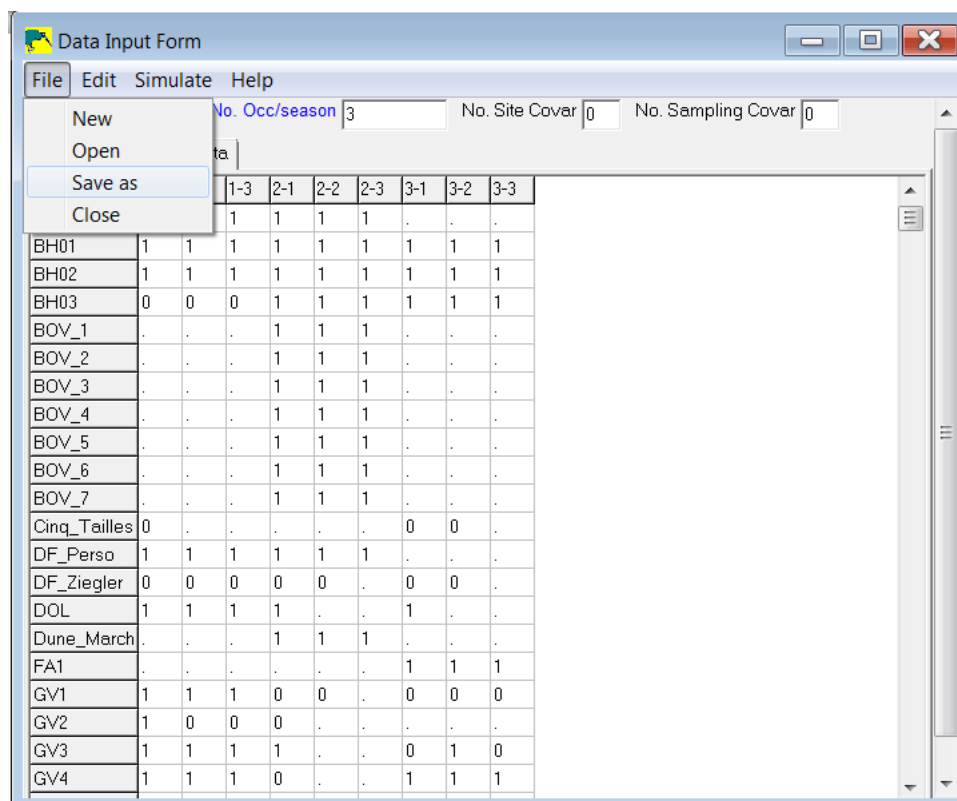 Data Input Form
File Edit Simulate Help
New No. Occ/season 3 No. Site Covar 0 No. Sampling Covar 0
Open ta
Save as 1-3 2-1 2-2 2-3 3-1 3-2 3-3
Close 1 1 1 1 . . .
BH01 1 1 1 1 1 1 1 1 1
BH02 1 1 1 1 1 1 1 1 1
BH03 0 0 0 1 1 1 1 1 1
BOV_1 . . . 1 1 1 . . .
BOV_2 . . . 1 1 1 . . .
BOV_3 . . . 1 1 1 . . .
BOV_4 . . . 1 1 1 . . .
BOV_5 . . . 1 1 1 . . .
BOV_6 . . . 1 1 1 . . .
BOV_7 . . . 1 1 1 . . .
Cinq_Tailles 0 . . . . . 0 0 .
DF_Perso 1 1 1 1 1 1 . . .
DF_Ziegler 0 0 0 0 0 . 0 0 .
DOL 1 1 1 1 . . 1 . .
Dune_March . . . 1 1 1 . . .
FA1 . . . . . . 1 1 1
GV1 1 1 1 0 0 . 0 0 0
GV2 1 0 0 0 . . . . .
GV3 1 1 1 1 . . 0 1 0
GV4 1 1 1 0 . . 1 1 1